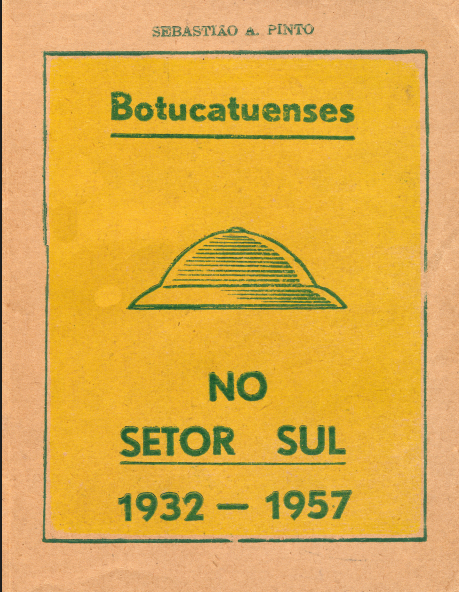 SEBASTIÃO A. PINTO
Botucatuenses
NO
SETOR SUL
1932 — 1957